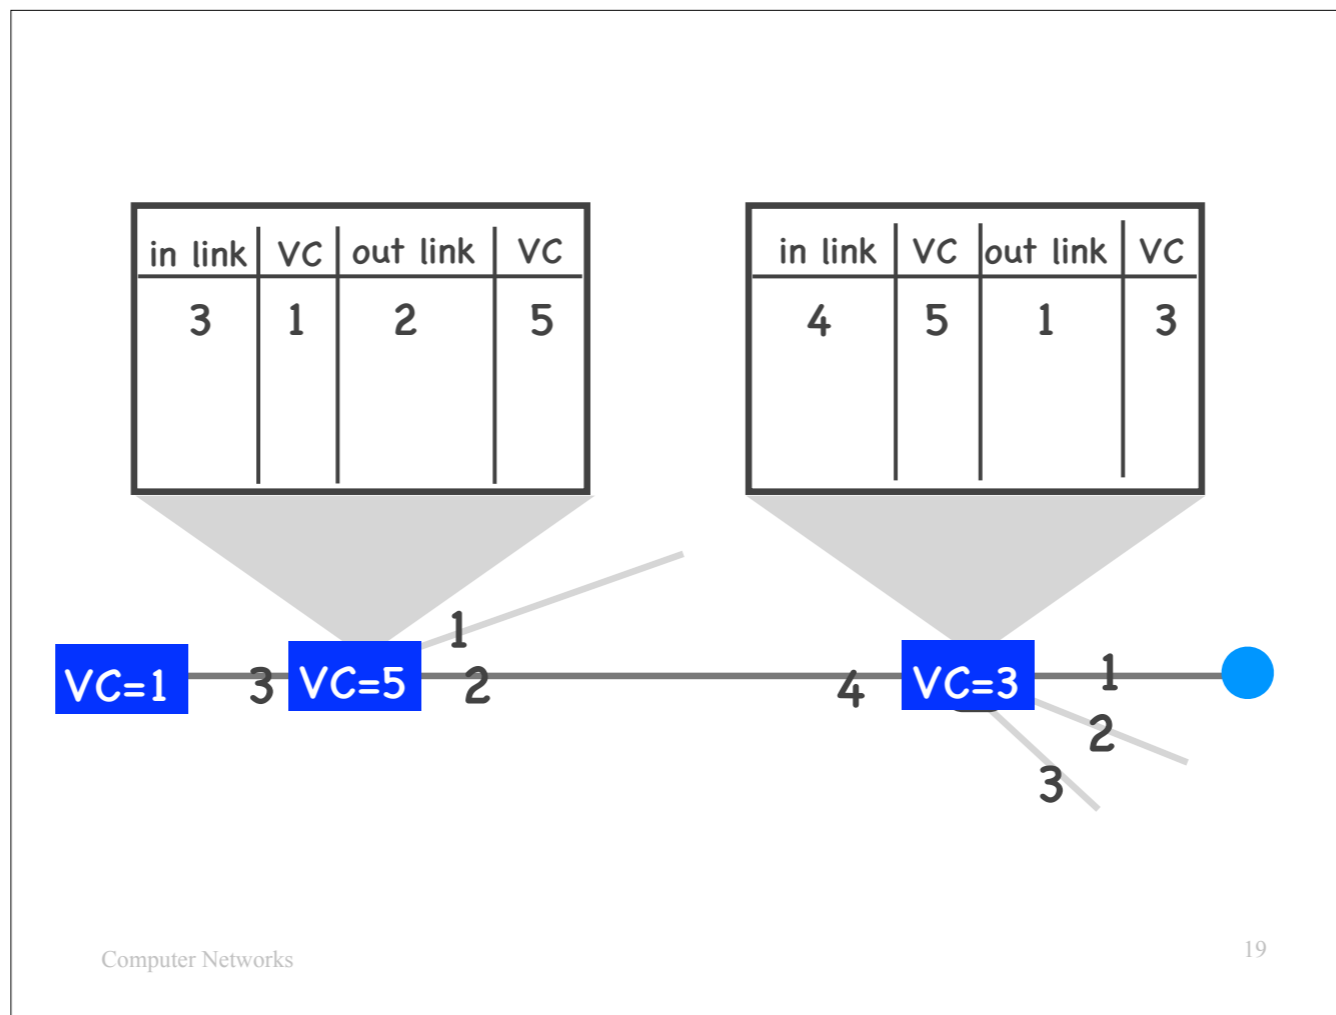 in link VC out link VC
3 1 2 5
in link VC out link VC
4 5 1 3
1
VC=1 3 VC=5 2 4 VC=3 1
2
3
Computer Networks 19